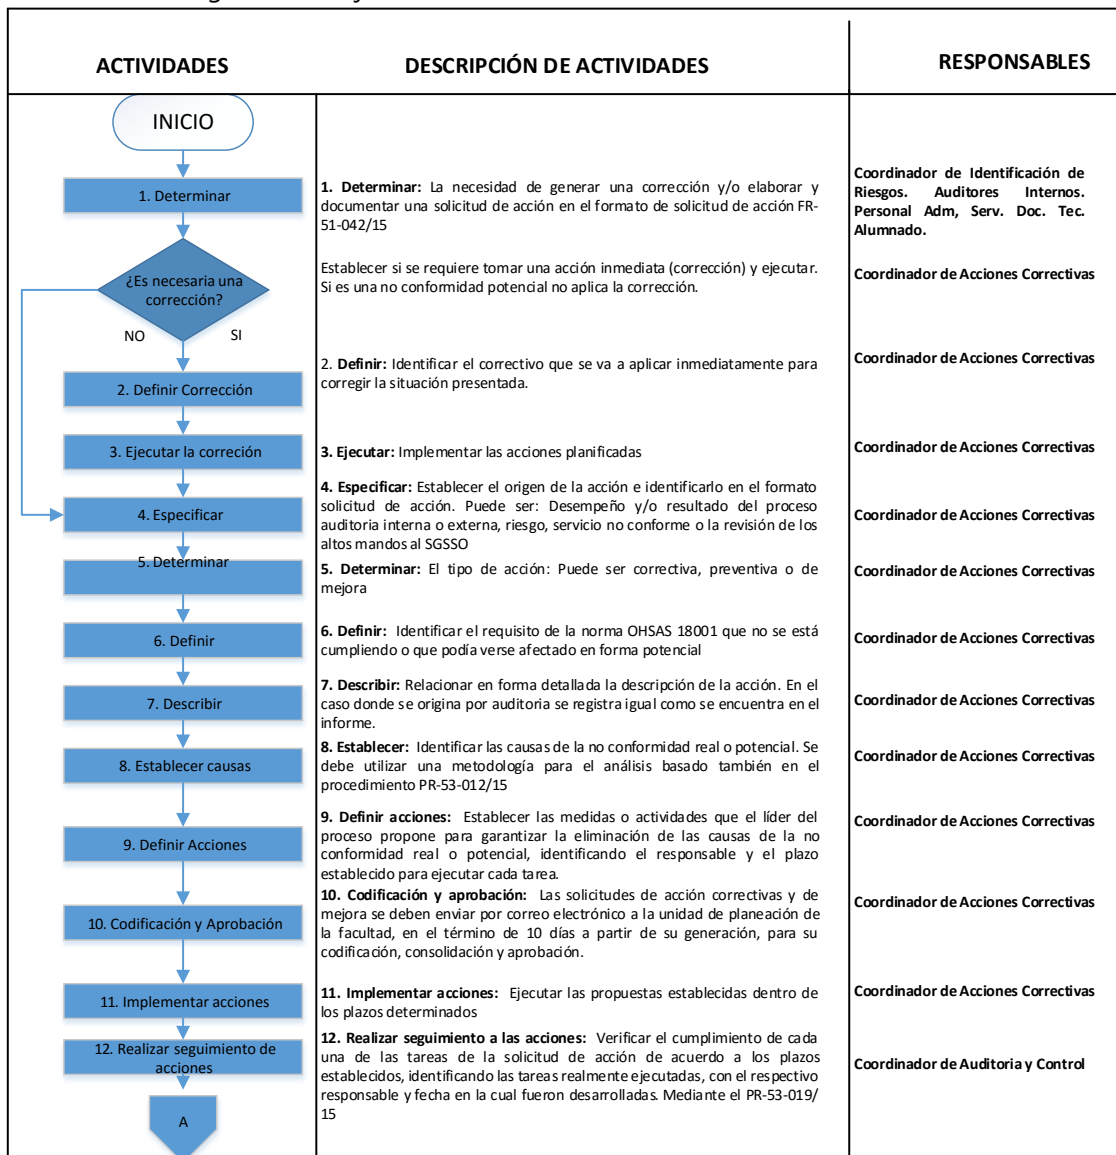 ACTIVIDADES
DESCRIPCIÓN DE ACTIVIDADES
RESPONSABLES
INICIO
1. Determinar
1. Determinar: La necesidad de generar una corrección y/o elaborar y
documentar una solicitud de acción en el formato de solicitud de acción FR-
51-042/15
Coordinador de Identificación de
Riesgos. Auditores Internos.
Personal Adm, Serv. Doc. Tec.
Alumnado.
¿Es necesaria una
corrección?
NO
SI
Establecer si se requiere tomar una acción inmediata (corrección) y ejecutar.
Si es una no conformidad potencial no aplica la corrección.
Coordinador de Acciones Correctivas
2. Definir Corrección
2. Definir: Identificar el correctivo que se va a aplicar inmediatamente para
corregir la situación presentada.
Coordinador de Acciones Correctivas
3. Ejecutar la correción
3. Ejecutar: Implementar las acciones planificadas
Coordinador de Acciones Correctivas
4. Especificar
4. Especificar: Establecer el origen de la acción e identificarlo en el formato
solicitud de acción. Puede ser: Desempeño y/o resultado del proceso
auditoria interna o externa, riesgo, servicio no conforme o la revisión de los
altos mandos al SGSSO
Coordinador de Acciones Correctivas
5. Determinar
5. Determinar: El tipo de acción: Puede ser correctiva, preventiva o de
mejora
Coordinador de Acciones Correctivas
6. Definir
6. Definir: Identificar el requisito de la norma OHSAS 18001 que no se está
cumpliendo o que podía verse afectado en forma potencial
Coordinador de Acciones Correctivas
7. Describir
7. Describir: Relacionar en forma detallada la descripción de la acción. En el
caso donde se origina por auditoria se registra igual como se encuentra en el
informe.
Coordinador de Acciones Correctivas
8. Establecer causas
8. Establecer: Identificar las causas de la no conformidad real o potencial. Se
debe utilizar una metodología para el análisis basado también en el
procedimiento PR-53-012/15
Coordinador de Acciones Correctivas
9. Definir Acciones
9. Definir acciones: Establecer las medidas o actividades que el líder del
proceso propone para garantizar la eliminación de las causas de la no
conformidad real o potencial, identificando el responsable y el plazo
establecido para ejecutar cada tarea.
Coordinador de Acciones Correctivas
10. Codificación y Aprobación
10. Codificación y aprobación: Las solicitudes de acción correctivas y de
mejora se deben enviar por correo electrónico a la unidad de planeación de
la facultad, en el término de 10 días a partir de su generación, para su
codificación, consolidación y aprobación.
Coordinador de Acciones Correctivas
11. Implementar acciones
11. Implementar acciones: Ejecutar las propuestas establecidas dentro de
los plazos determinados
Coordinador de Acciones Correctivas
12. Realizar seguimiento de
acciones
12. Realizar seguimiento a las acciones: Verificar el cumplimiento de cada
una de las tareas de la solicitud de acción de acuerdo a los plazos
establecidos, identificando las tareas realmente ejecutadas, con el respectivo
responsable y fecha en la cual fueron desarrolladas. Mediante el PR-53-019/
15
Coordinador de Auditoria y Control
A